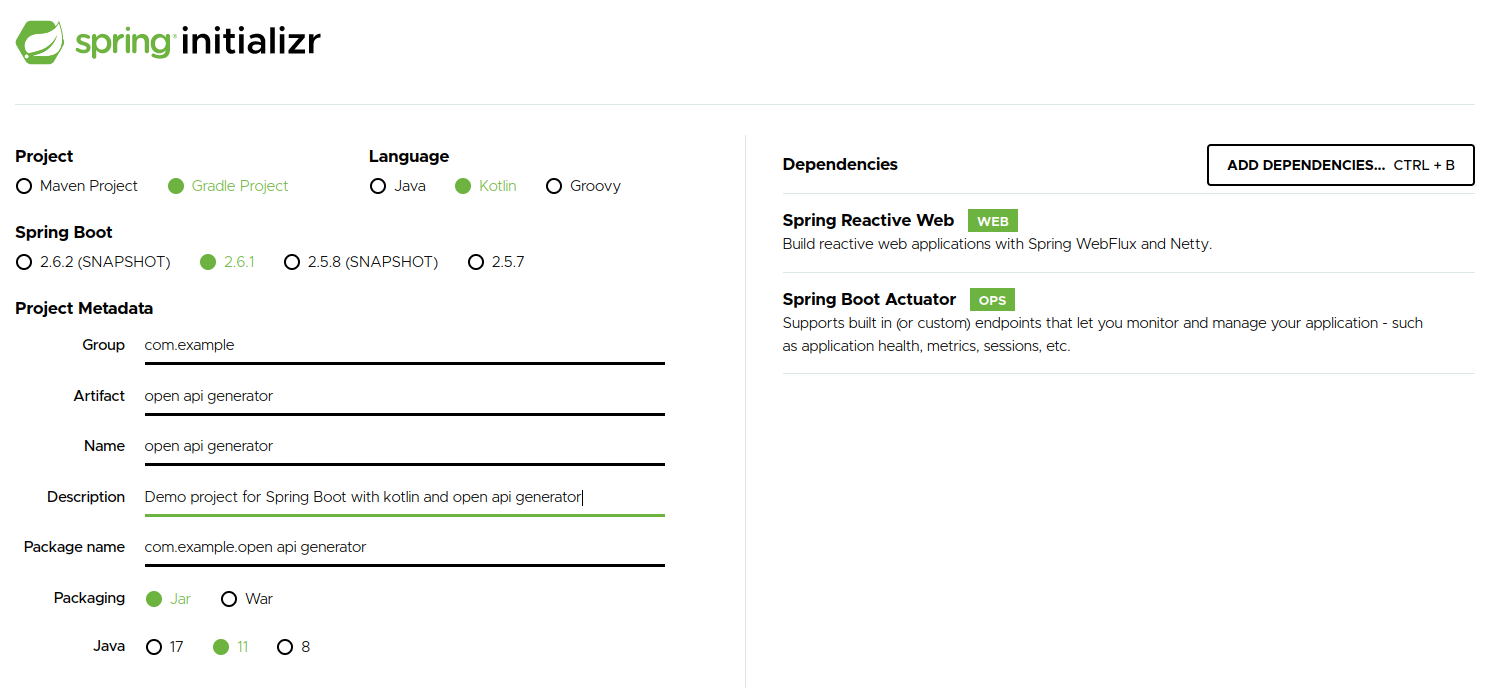 spring initializr
Project
Maven Project Gradle Project
Language
Java Kotlin Groovy
Spring Boot
2.6.2 (SNAPSHOT) 2.6.1 2.5.8 (SNAPSHOT) 2.5.7
Project Metadata
Group com.example
Artifact open api generator
Name open api generator
Description Demo project for Spring Boot with kotlin and open api generator
Package name com.example.open api generator
Packaging Jar War
Java 17 11 8
Dependencies ADD DEPENDENCIES... CTRL + B
Spring Reactive Web WEB
Build reactive web applications with Spring WebFlux and Netty.
Spring Boot Actuator OPS
Supports built in (or custom) endpoints that let you monitor and manage your application - such
as application health, metrics, sessions, etc.